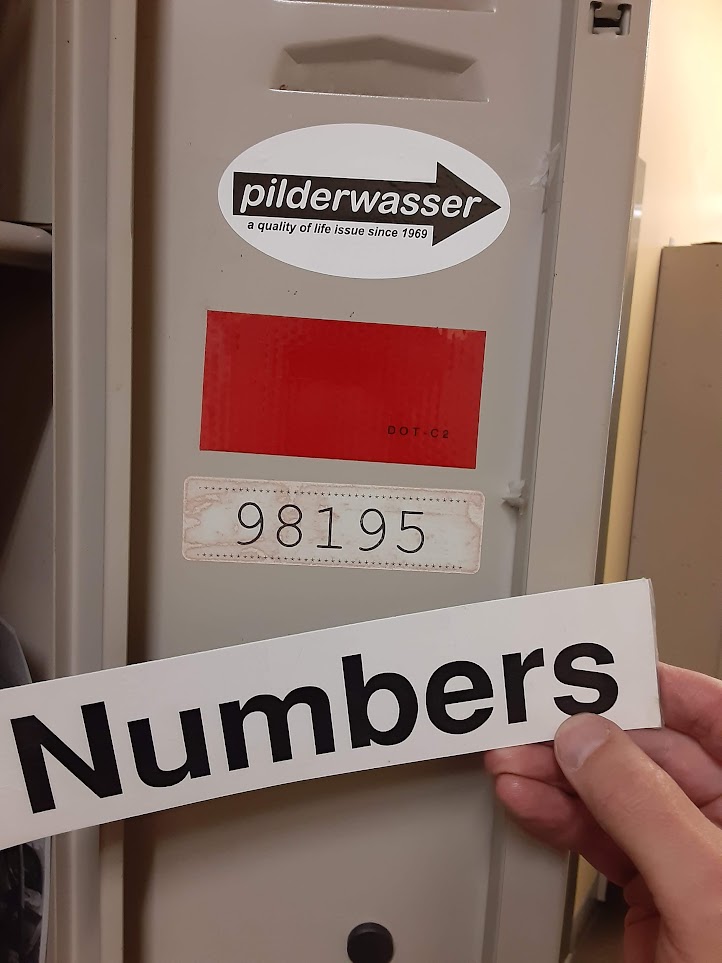 pilderwasser
a quality of life issue since 1969
DOT-C2
98195
Numbers